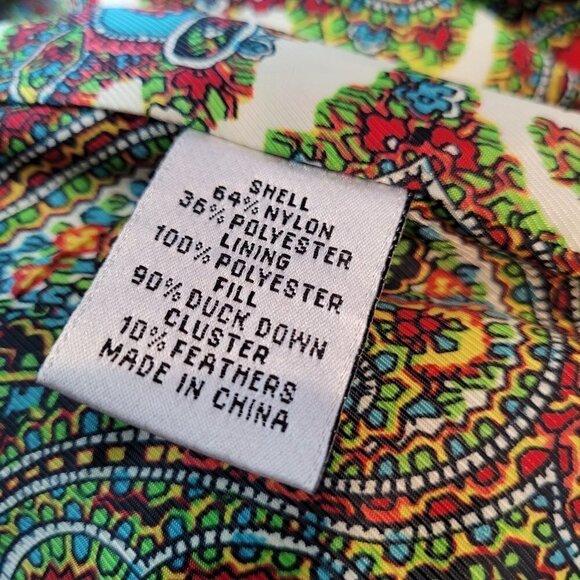 SHELL
64% NYLON
36% POLYESTER
LINING
100% POLYESTER
FILL
90% DUCK DOWN
CLUSTER
10% FEATHERS
MADE IN CHINA